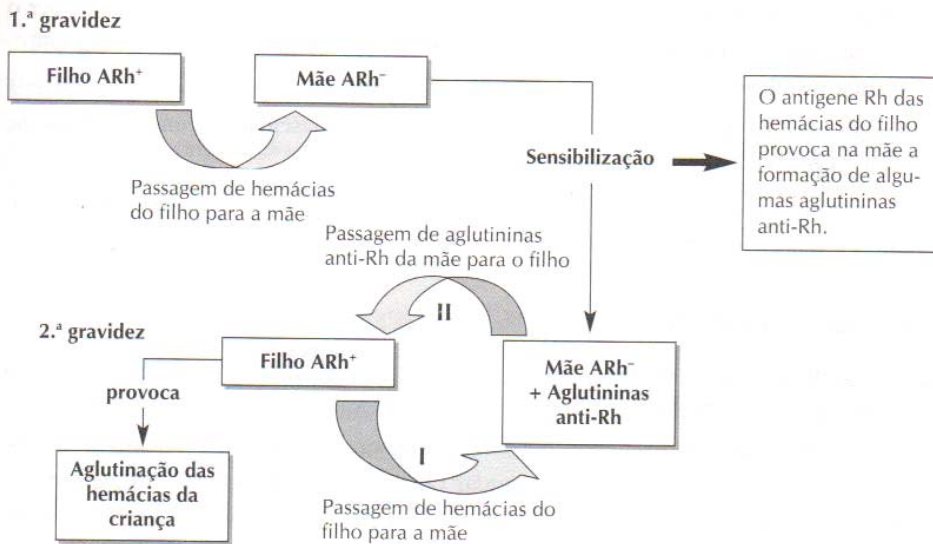 1.ª gravidez
Filho ARh⁺
Mãe ARh⁻
Passagem de hemácias
do filho para a mãe
Sensibilização
O antigene Rh das
hemácias do filho
provoca na mãe a
formação de algu-
mas aglutininas
anti-Rh.
Passagem de aglutininas
anti-Rh da mãe para o filho
II
2.ª gravidez
Filho ARh⁺
Mãe ARh⁻
+ Aglutininas
anti-Rh
provoca
I
Aglutinação das
hemácias da
criança
Passagem de hemácias do
filho para a mãe